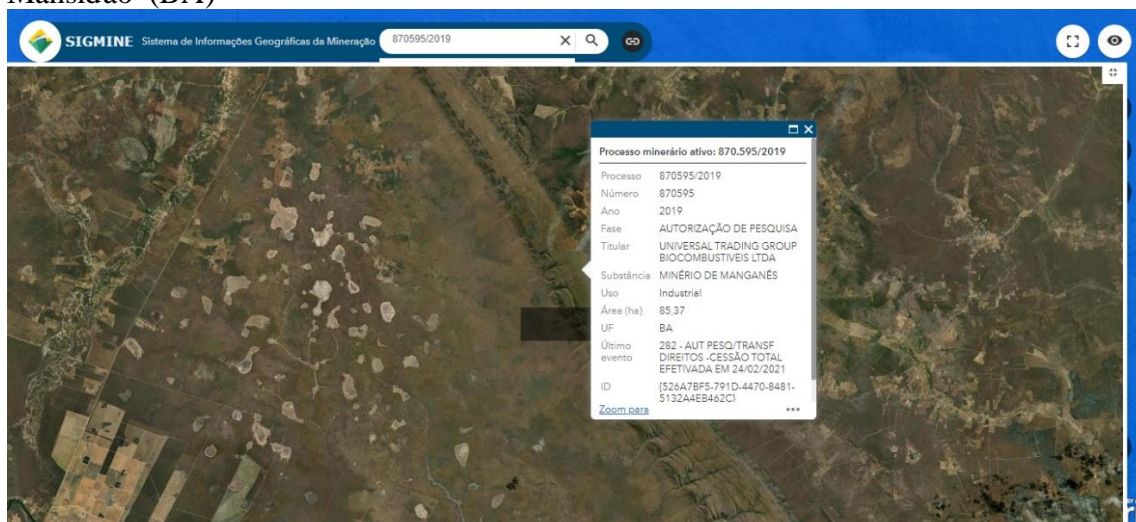 Mansidão (BA)
SIGMINE Sistema de Informações Geográficas da Mineração 870595/2019
Processo minerário ativo: 870.595/2019
Processo 870595/2019
Número 870595
Ano 2019
Fase AUTORIZAÇÃO DE PESQUISA
Titular UNIVERSAL TRADING GROUP
BIOCOMBUSTIVEIS LTDA
Substância MINÉRIO DE MANGANÊS
Uso Industrial
Área (ha) 85,37
UF BA
Último 282 - AUT PESQ/TRANSF
evento DIREITOS -CESSÃO TOTAL
EFETIVADA EM 24/02/2021
ID {526A7BF5-791D-4470-8481-
5132A4EB462C}
Zoom para